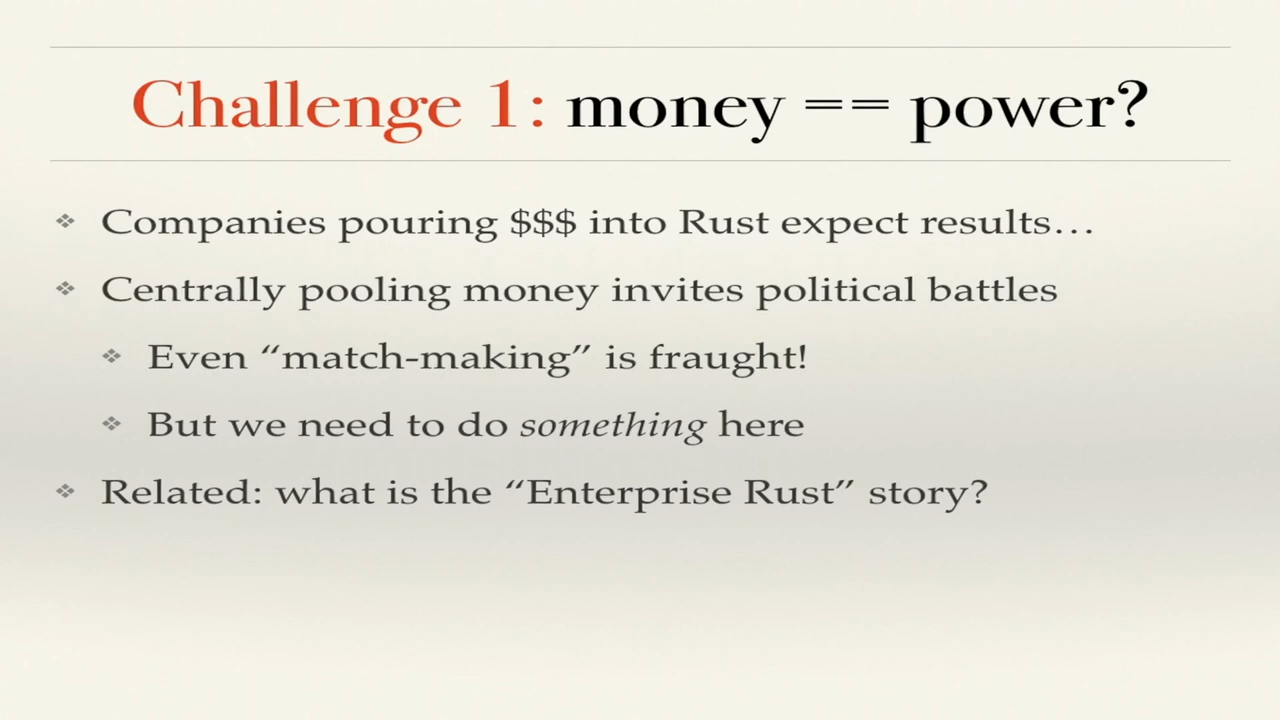 Challenge 1: money == power?
❖ Companies pouring $$$ into Rust expect results…
❖ Centrally pooling money invites political battles
❖ Even “match-making” is fraught!
❖ But we need to do something here
❖ Related: what is the “Enterprise Rust” story?